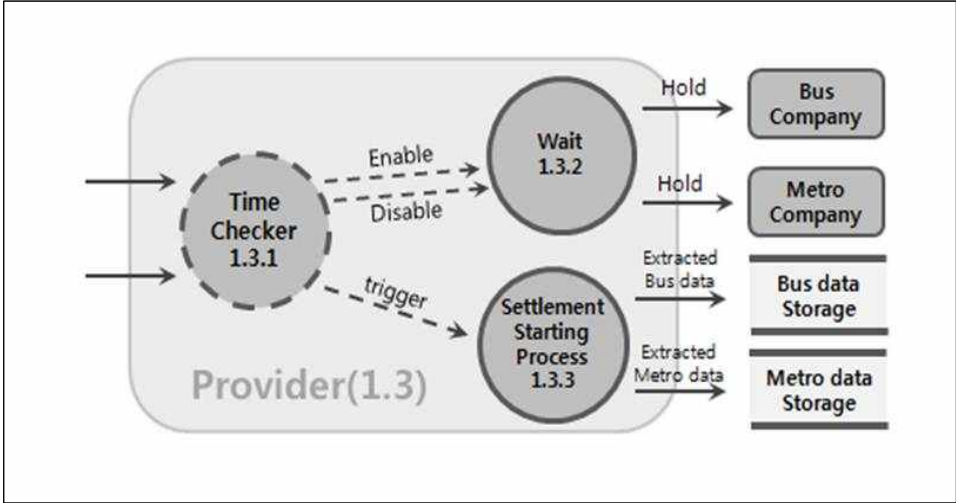 Hold
Bus
Company
Wait
1.3.2
Enable
Disable
Hold
Metro
Company
Time
Checker
1.3.1
trigger
Extracted
Bus data
Bus data
Storage
Settlement
Starting
Process
1.3.3
Extracted
Metro data
Metro data
Storage
Provider(1.3)